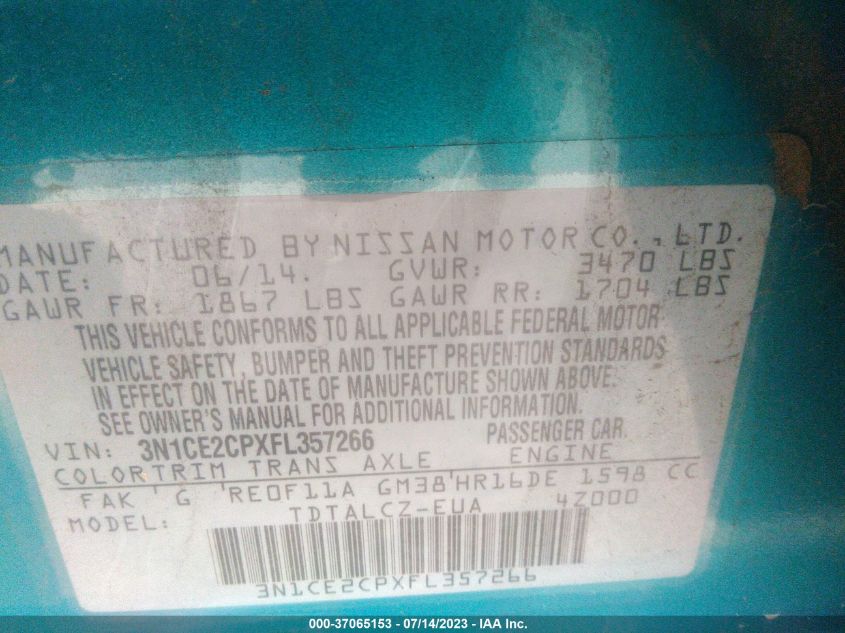 MANUFACTURED BY NISSAN MOTOR CO., LTD.
DATE: 06/14. GVWR: 3470 LBS
GAWR FR: 1867 LBS GAWR RR: 1704 LBS
THIS VEHICLE CONFORMS TO ALL APPLICABLE FEDERAL MOTOR
VEHICLE SAFETY, BUMPER AND THEFT PREVENTION STANDARDS
IN EFFECT ON THE DATE OF MANUFACTURE SHOWN ABOVE.
SEE OWNER'S MANUAL FOR ADDITIONAL INFORMATION.
VIN: 3N1CE2CPXFL357266 PASSENGER CAR
COLOR TRIM TRANS AXLE ENGINE
FAK G RE0F11A GM38 HR16DE 1598 CC
MODEL: TDTALCZ-EUA 4Z000
3N1CE2CPXFL357266
000-37065153 - 07/14/2023 - IAA Inc.